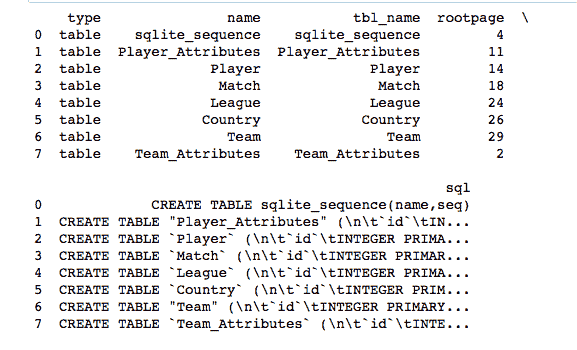 type name tbl_name rootpage \
0 table sqlite_sequence sqlite_sequence 4
1 table Player_Attributes Player_Attributes 11
2 table Player Player 14
3 table Match Match 18
4 table League League 24
5 table Country Country 26
6 table Team Team 29
7 table Team_Attributes Team_Attributes 2
sql
0 CREATE TABLE sqlite_sequence(name,seq)
1 CREATE TABLE "Player_Attributes" (\n\t`id`\tIN...
2 CREATE TABLE `Player` (\n\t`id`\tINTEGER PRIMA...
3 CREATE TABLE `Match` (\n\t`id`\tINTEGER PRIMAR...
4 CREATE TABLE `League` (\n\t`id`\tINTEGER PRIMA...
5 CREATE TABLE `Country` (\n\t`id`\tINTEGER PRIM...
6 CREATE TABLE "Team" (\n\t`id`\tINTEGER PRIMARY...
7 CREATE TABLE `Team_Attributes` (\n\t`id`\tINTE...